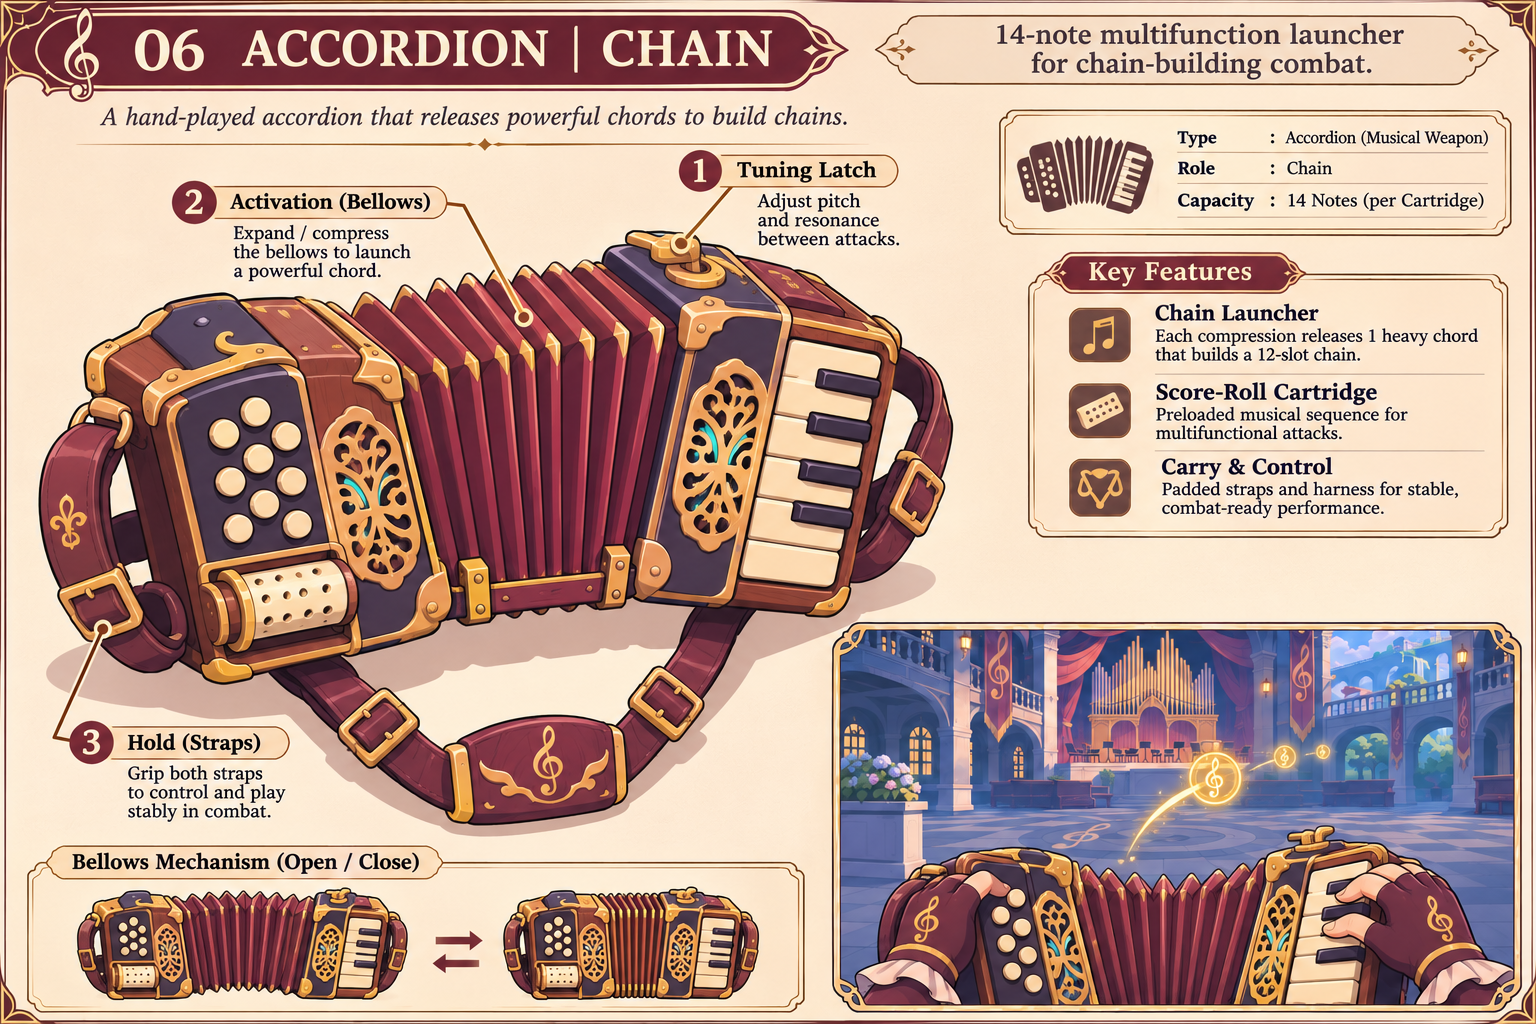 06 ACCORDION | CHAIN
14-note multifunction launcher
for chain-building combat.
A hand-played accordion that releases powerful chords to build chains.
Type : Accordion (Musical Weapon)
Role : Chain
Capacity : 14 Notes (per Cartridge)
1 Tuning Latch
Adjust pitch
and resonance
between attacks.
2 Activation (Bellows)
Expand / compress
the bellows to launch
a powerful chord.
Key Features
Chain Launcher
Each compression releases 1 heavy chord
that builds a 12-slot chain.
Score-Roll Cartridge
Preloaded musical sequence for
multifunctional attacks.
Carry & Control
Padded straps and harness for stable,
combat-ready performance.
3 Hold (Straps)
Grip both straps
to control and play
stably in combat.
Bellows Mechanism (Open / Close)